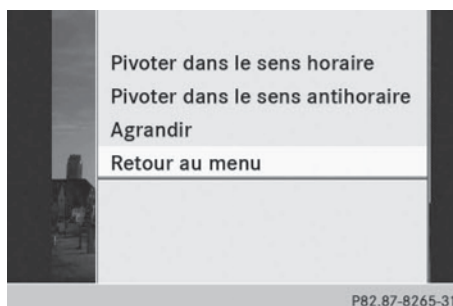 Pivoter dans le sens horaire
Pivoter dans le sens antihoraire
Agrandir
Retour au menu
P82.87-8265-31